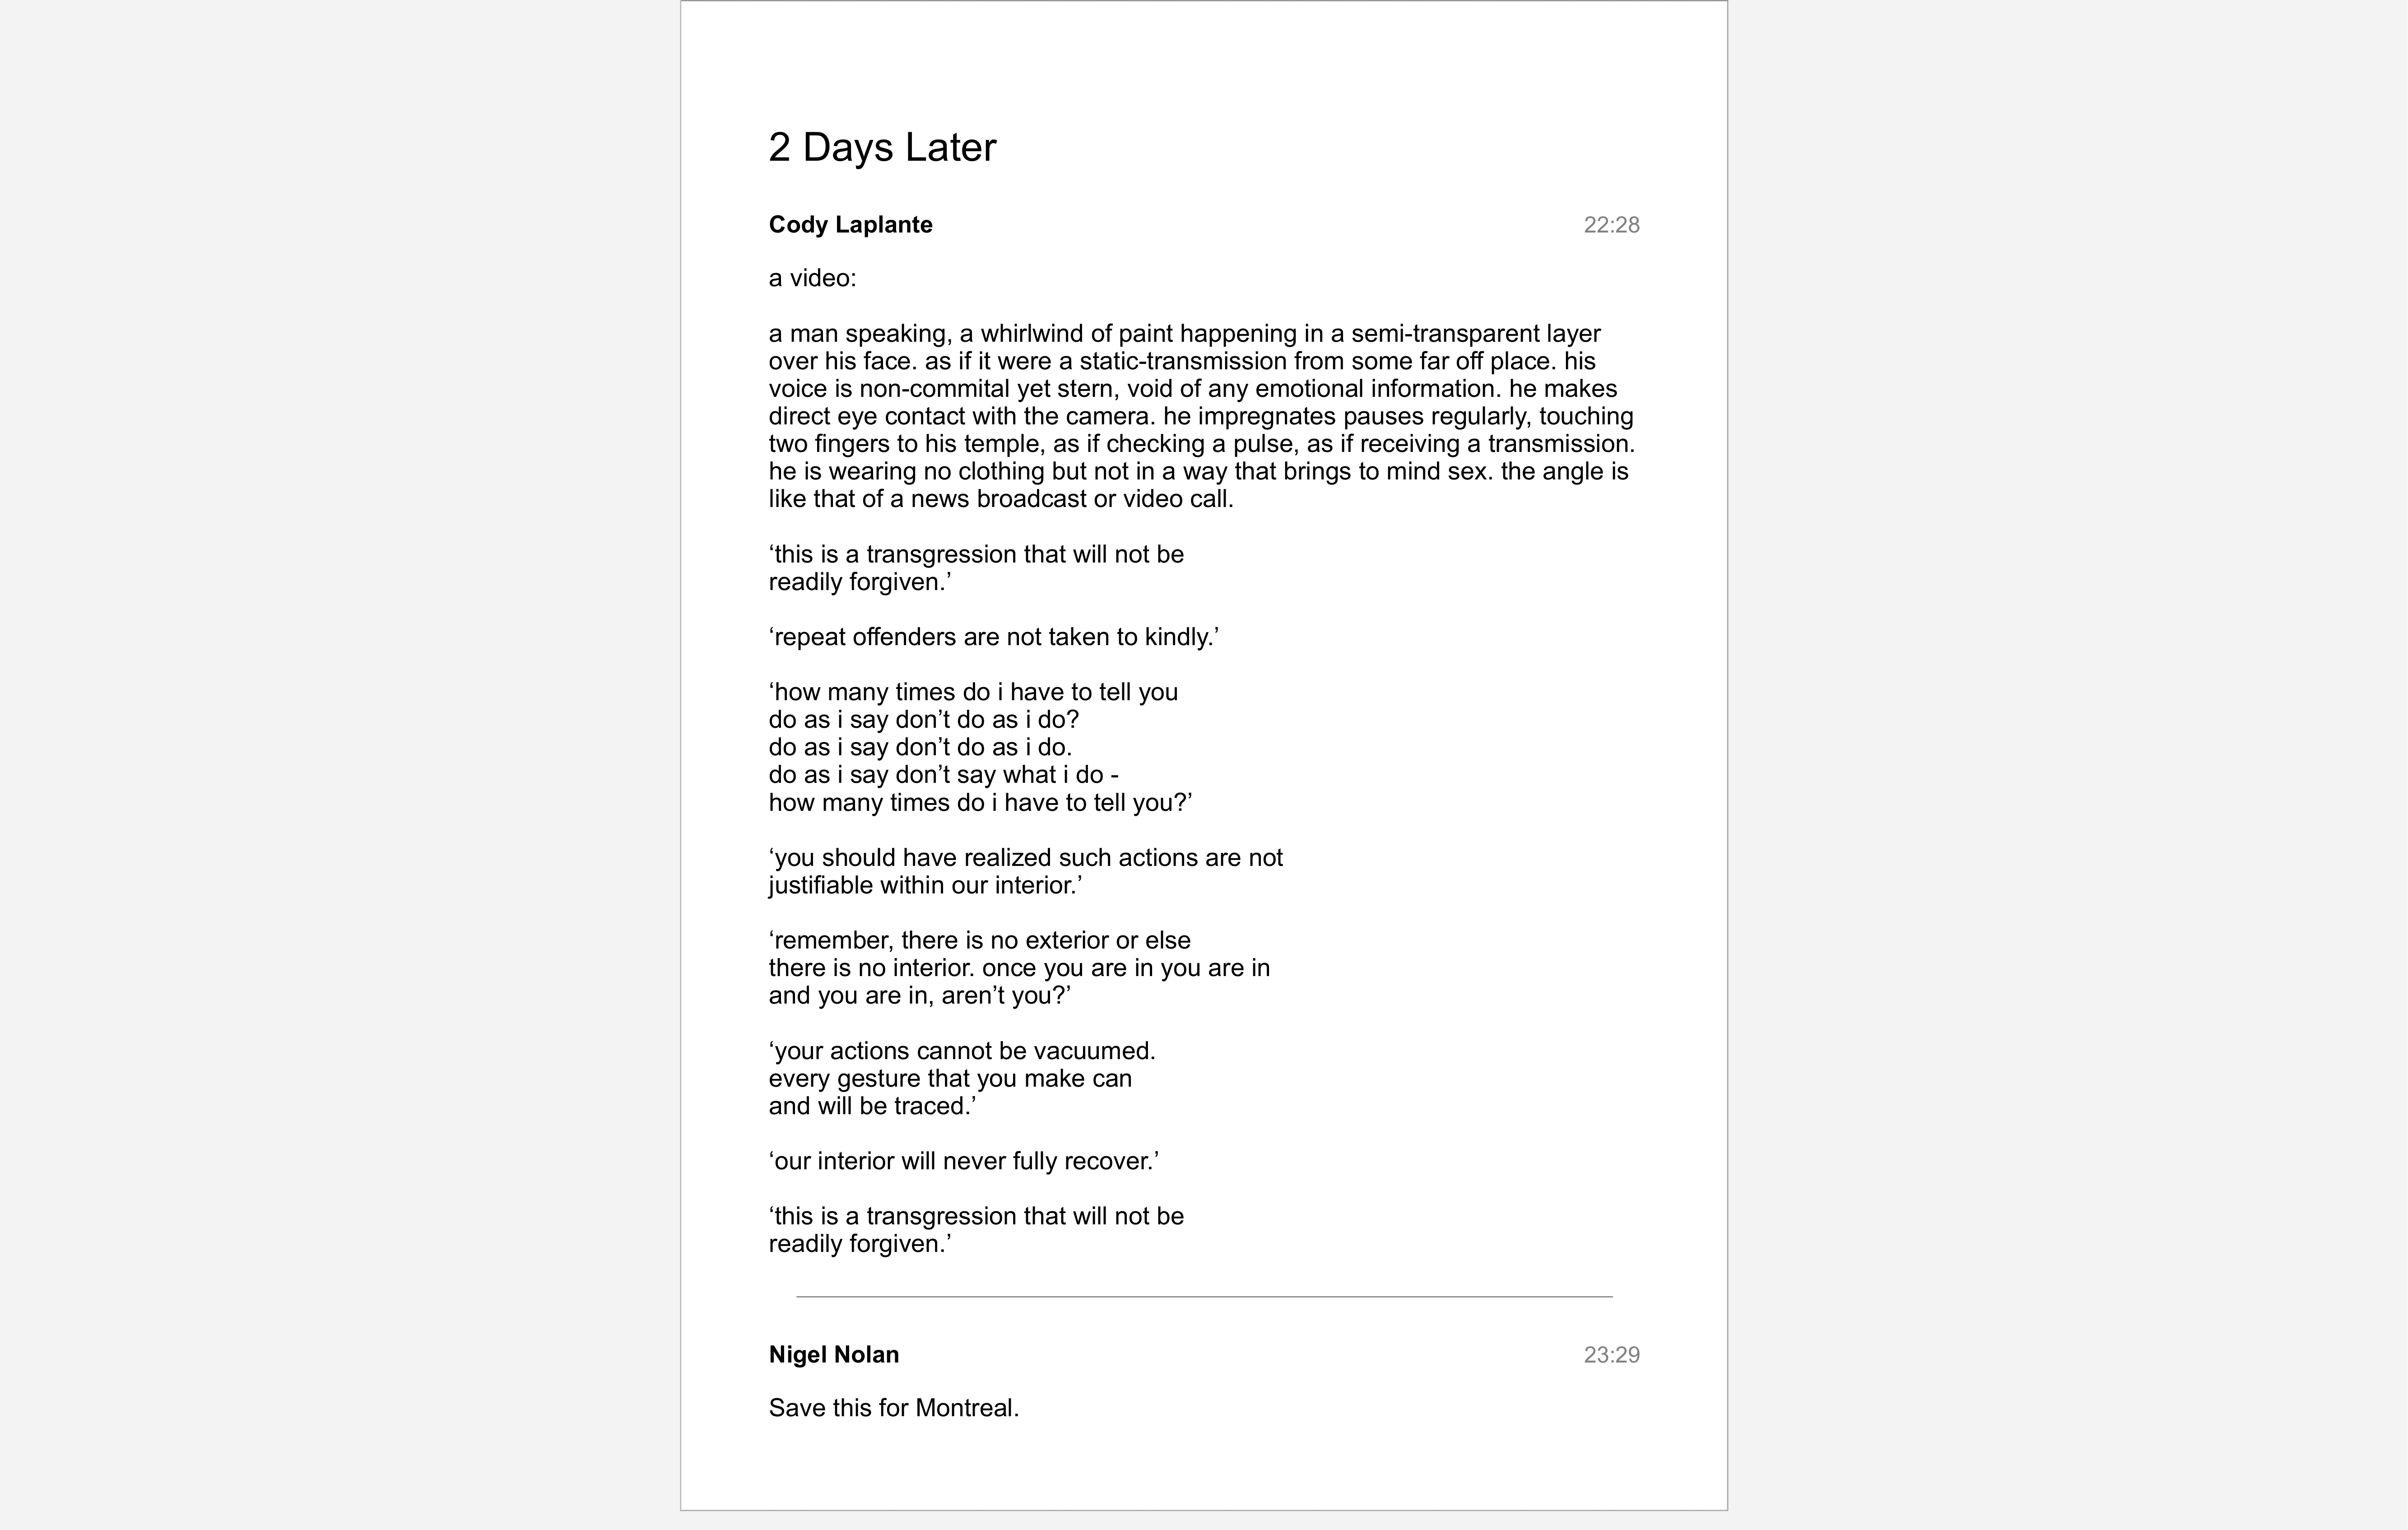 2 Days Later
Cody Laplante 22:28
a video:
a man speaking, a whirlwind of paint happening in a semi-transparent layer
over his face. as if it were a static-transmission from some far off place. his
voice is non-commital yet stern, void of any emotional information. he makes
direct eye contact with the camera. he impregnates pauses regularly, touching
two fingers to his temple, as if checking a pulse, as if receiving a transmission.
he is wearing no clothing but not in a way that brings to mind sex. the angle is
like that of a news broadcast or video call.
‘this is a transgression that will not be
readily forgiven.’
‘repeat offenders are not taken to kindly.’
‘how many times do i have to tell you
do as i say don’t do as i do?
do as i say don’t do as i do.
do as i say don’t say what i do -
how many times do i have to tell you?’
‘you should have realized such actions are not
justifiable within our interior.’
‘remember, there is no exterior or else
there is no interior. once you are in you are in
and you are in, aren’t you?’
‘your actions cannot be vacuumed.
every gesture that you make can
and will be traced.’
‘our interior will never fully recover.’
‘this is a transgression that will not be
readily forgiven.’
Nigel Nolan 23:29
Save this for Montreal.